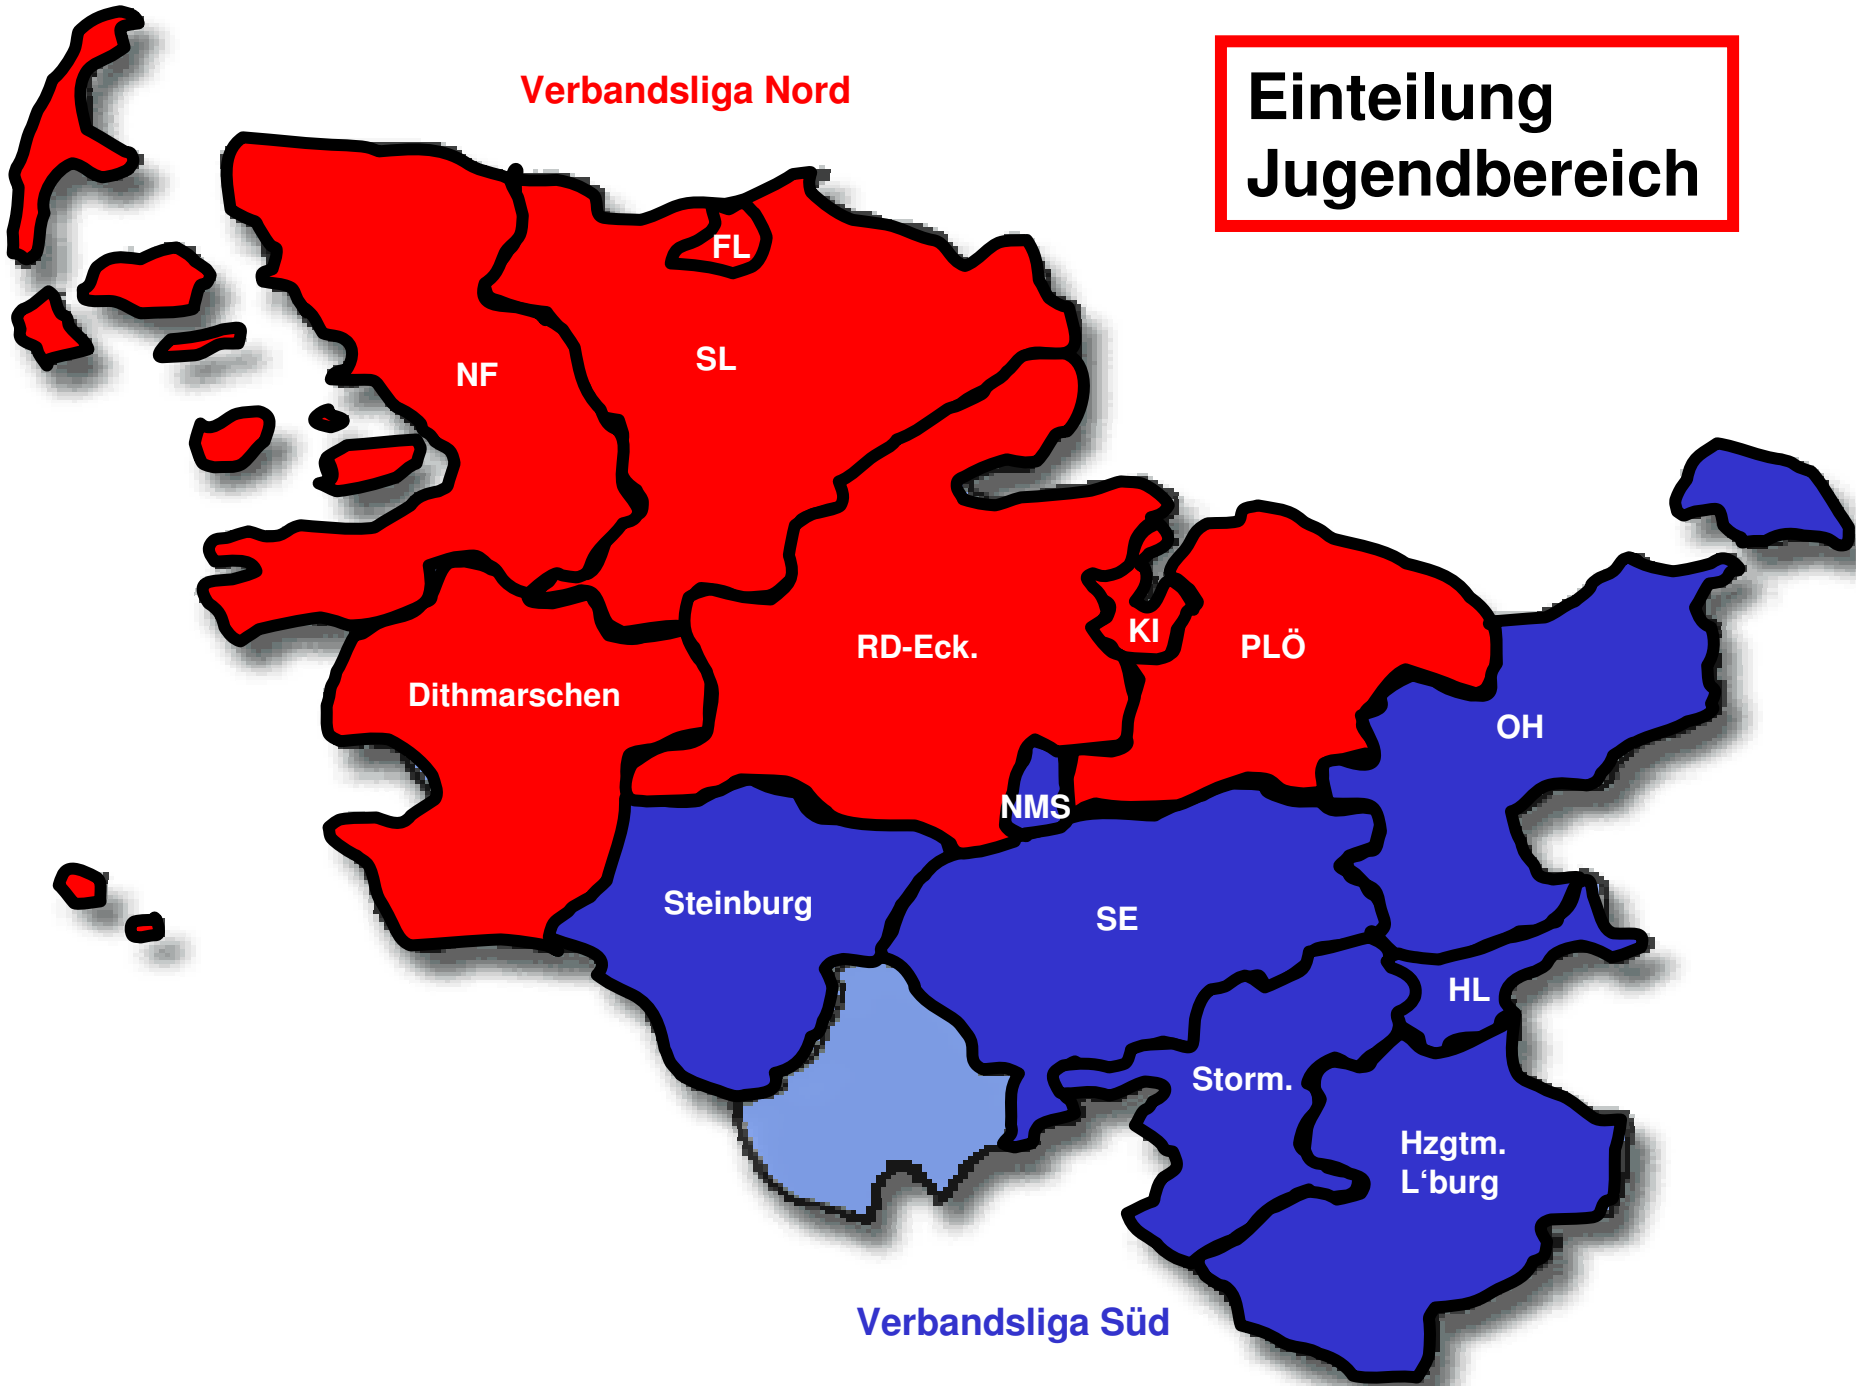 Verbandsliga Nord
Einteilung
Jugendbereich
FL
NF
SL
KI
RD-Eck.
PLÖ
Dithmarschen
OH
NMS
Steinburg
SE
HL
Storm.
Hzgtm.
L‘burg
Verbandsliga Süd